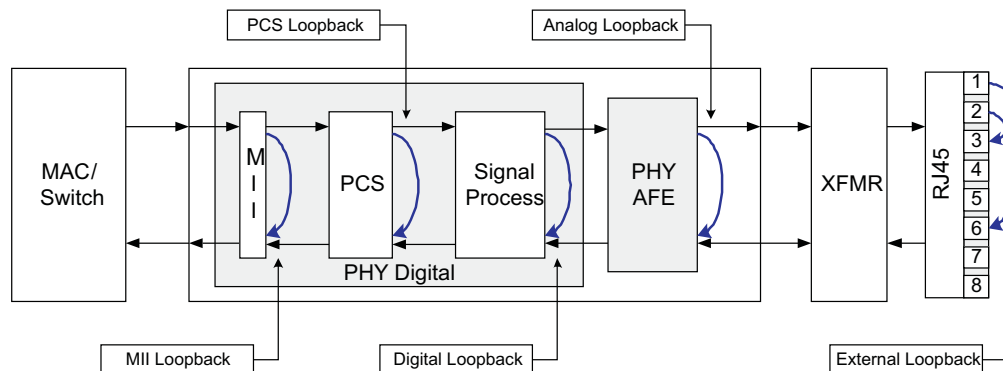 PCS Loopback
Analog Loopback
MAC/
Switch
M
I
I
PCS
Signal
Process
PHY
AFE
XFMR
RJ45
1
2
3
4
5
6
7
8
PHY Digital
MII Loopback
Digital Loopback
External Loopback